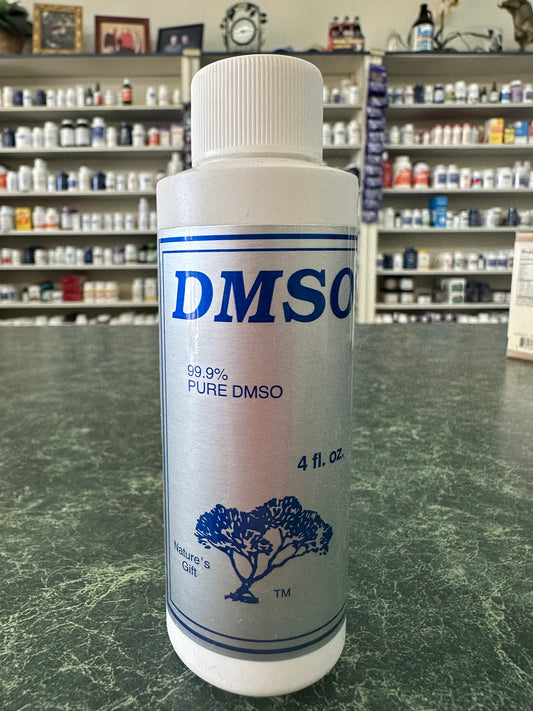 DMSO
99.9%
PURE DMSO
4 fl. oz.
Nature's
Gift
TM